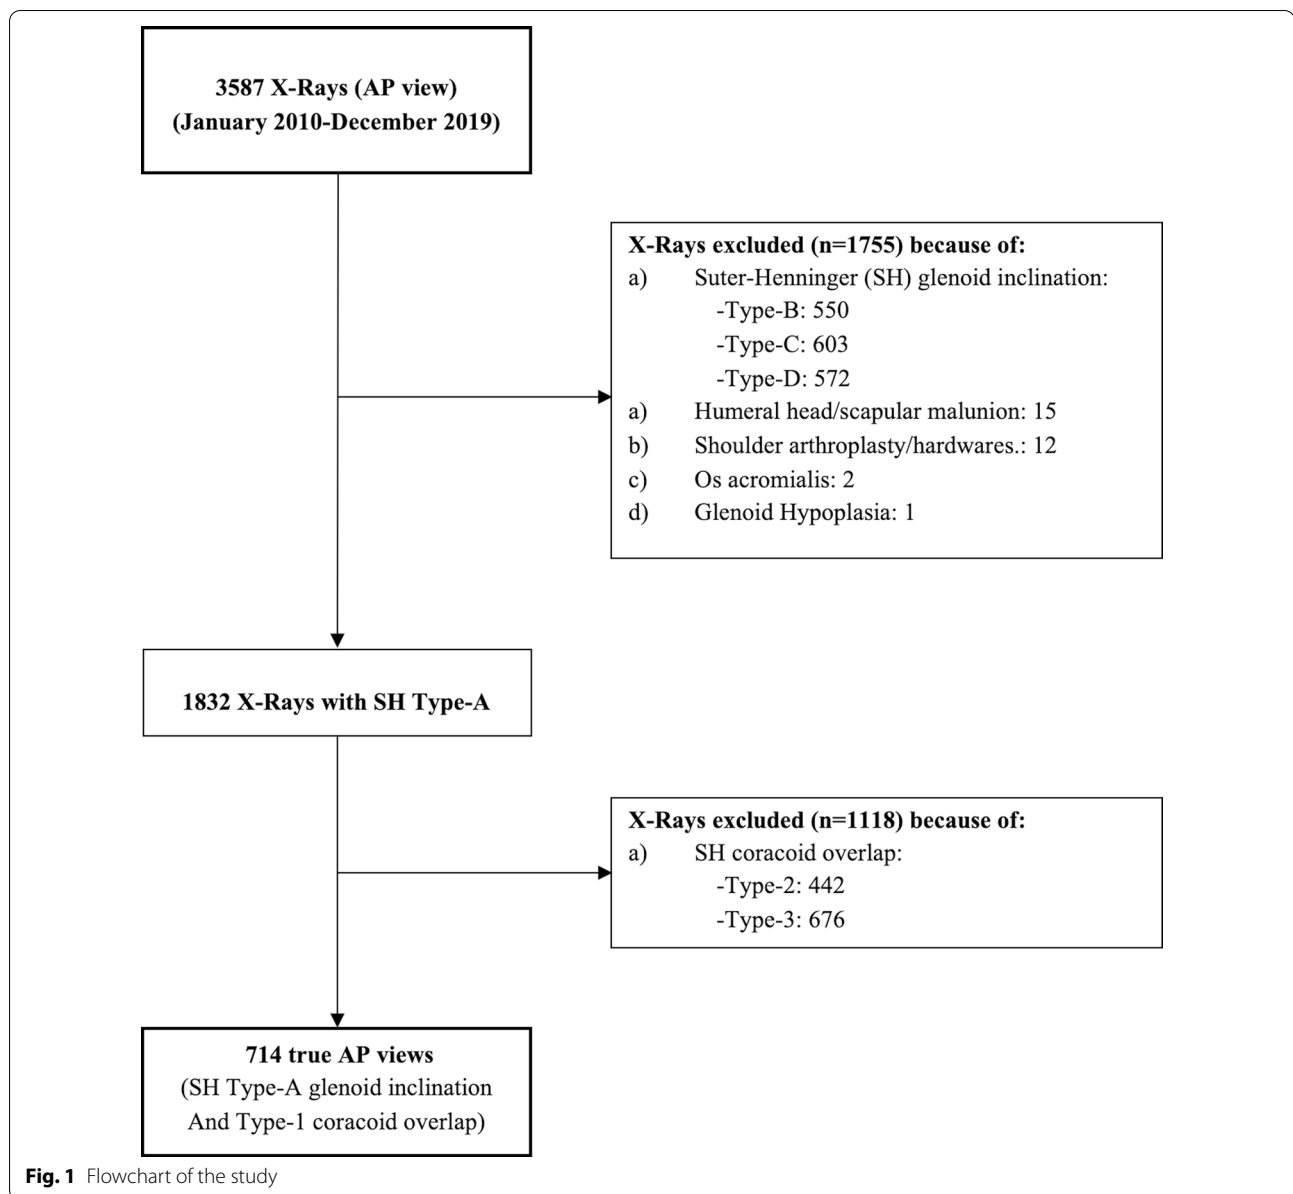 3587 X-Rays (AP view)
(January 2010-December 2019)
X-Rays excluded (n=1755) because of:
a) Suter-Henninger (SH) glenoid inclination:
-Type-B: 550
-Type-C: 603
-Type-D: 572
a) Humeral head/scapular malunion: 15
b) Shoulder arthroplasty/hardwares.: 12
c) Os acromialis: 2
d) Glenoid Hypoplasia: 1
1832 X-Rays with SH Type-A
X-Rays excluded (n=1118) because of:
a) SH coracoid overlap:
-Type-2: 442
-Type-3: 676
714 true AP views
(SH Type-A glenoid inclination
And Type-1 coracoid overlap)
Fig. 1 Flowchart of the study